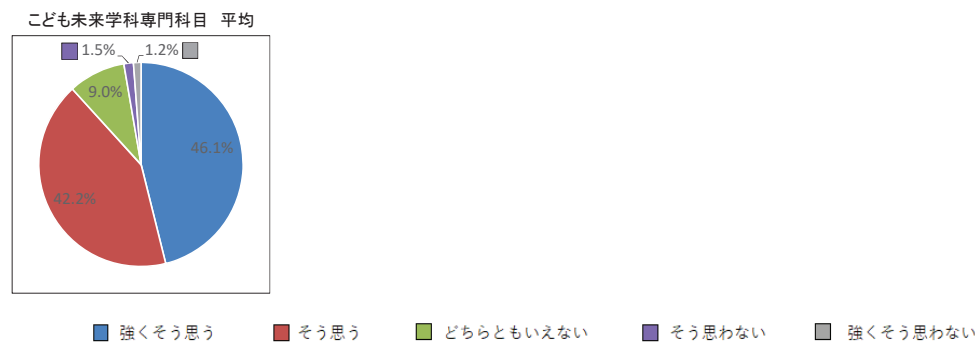 こども未来学科専門科目 平均
1.5% 1.2%
9.0%
46.1%
42.2%
強くそう思う そう思う どちらともいえない そう思わない 強くそう思わない